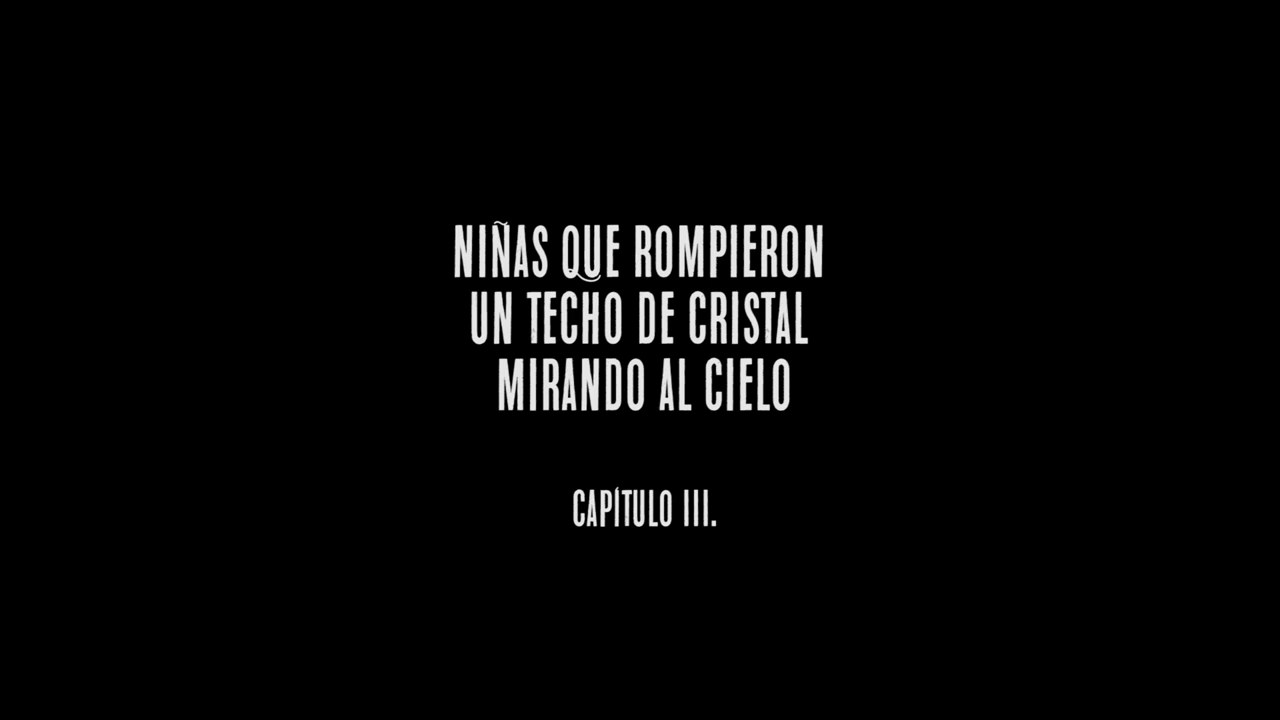 NIÑAS QUE ROMPIERON
UN TECHO DE CRISTAL
MIRANDO AL CIELO
CAPÍTULO III.